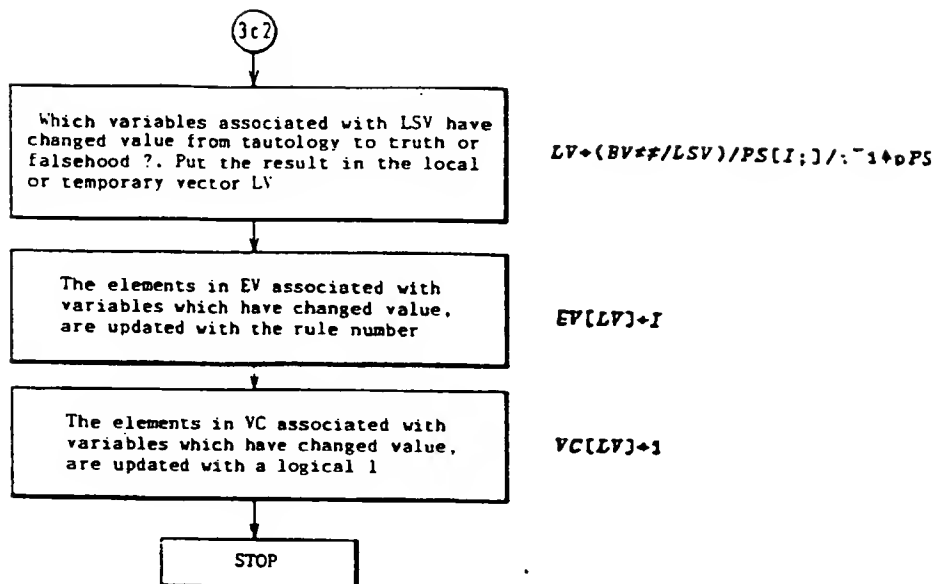 3c2
Which variables associated with LSV have
changed value from tautology to truth or
falsehood ?. Put the result in the local
or temporary vector LV
LV←(BV≠≠/LSV)/PS[I;]/⍳¯1↑⍴PS
The elements in EV associated with
variables which have changed value,
are updated with the rule number
EV[LV]←I
The elements in VC associated with
variables which have changed value,
are updated with a logical 1
VC[LV]←1
STOP